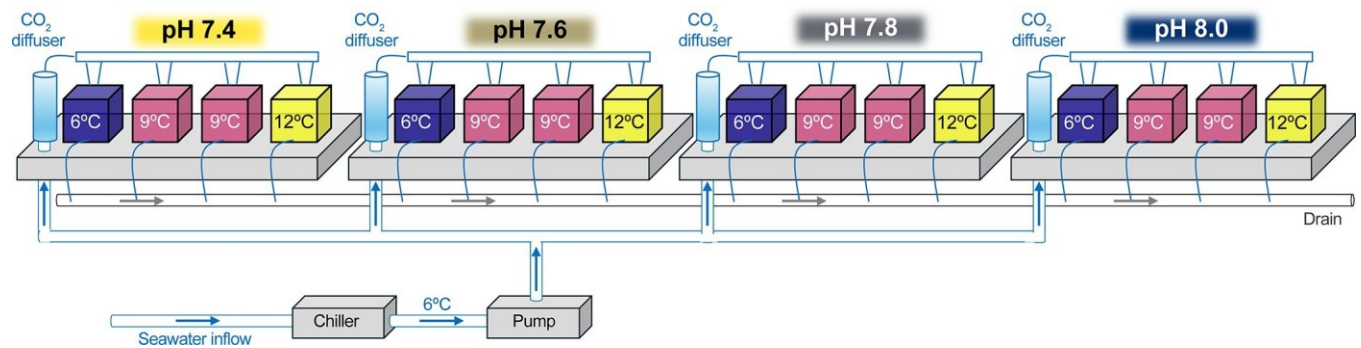 CO2
diffuser
pH 7.4
6ºC
9ºC
9ºC
12ºC
CO2
diffuser
pH 7.6
6ºC
9ºC
9ºC
12ºC
CO2
diffuser
pH 7.8
6ºC
9ºC
9ºC
12ºC
CO2
diffuser
pH 8.0
6ºC
9ºC
9ºC
12ºC
Drain
Seawater inflow
Chiller
6ºC
Pump